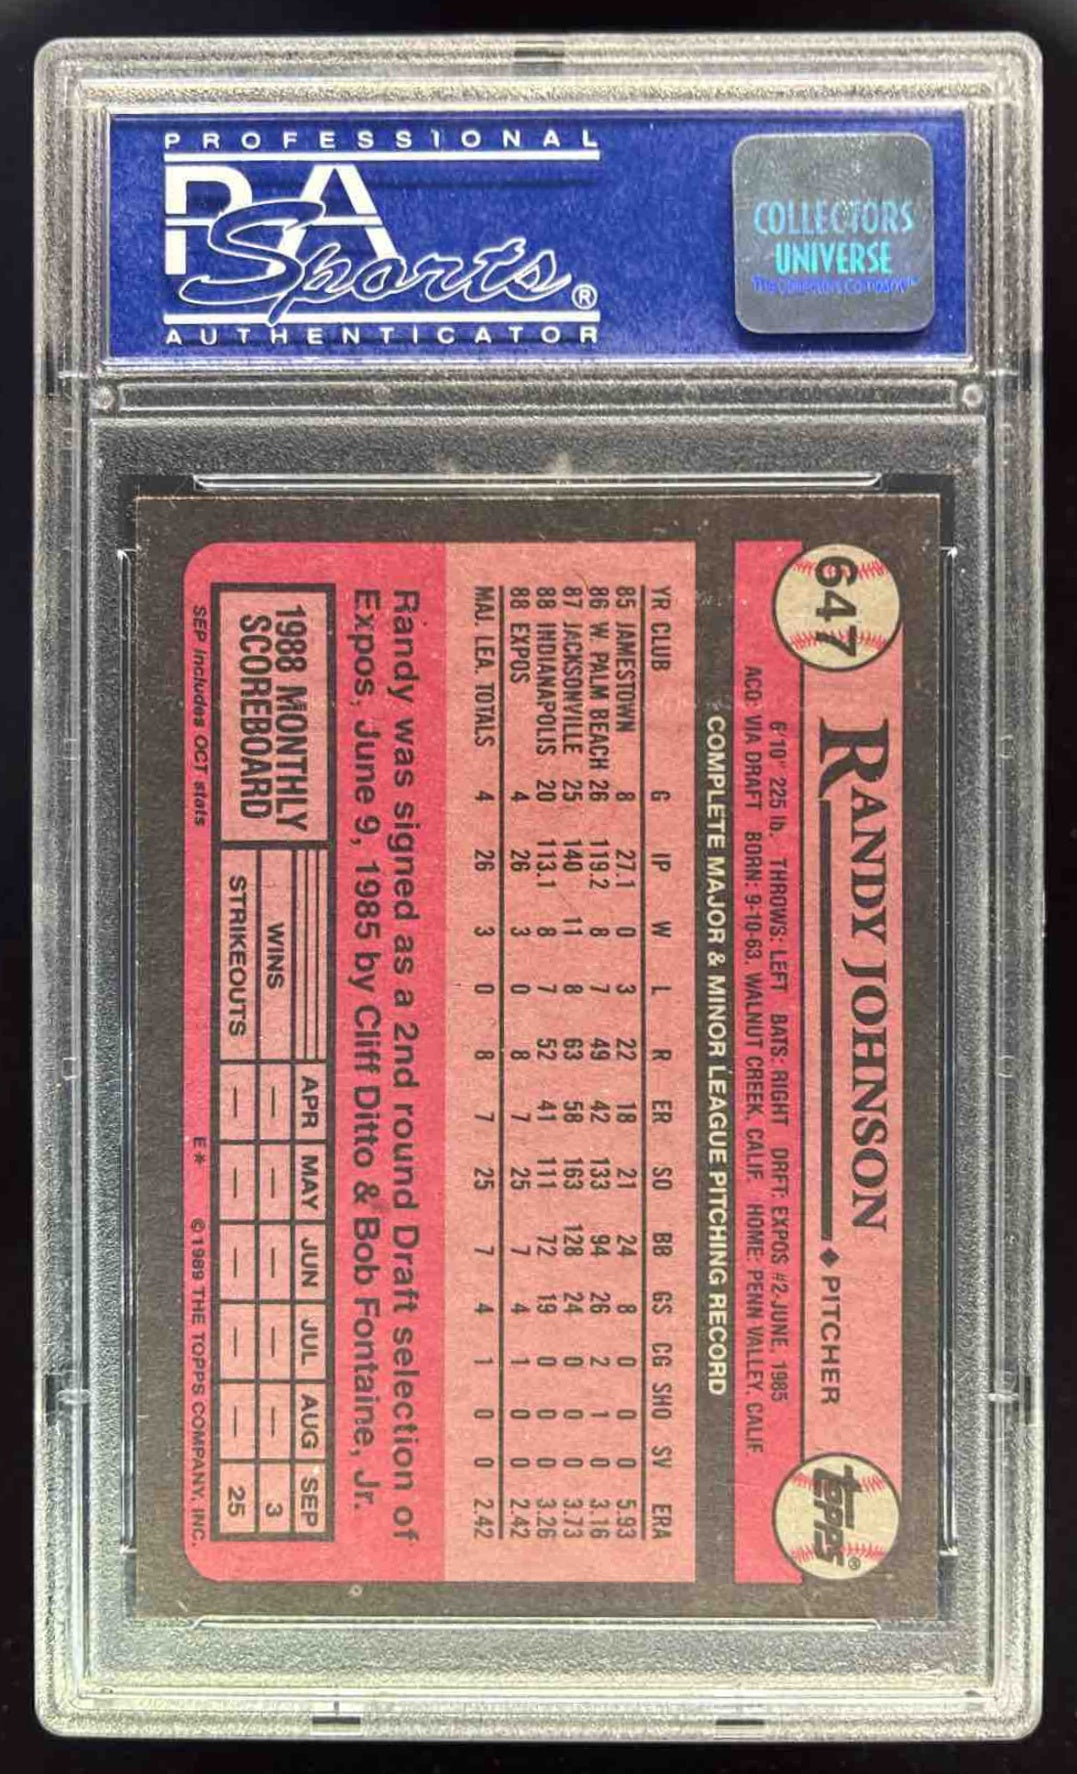 PROFESSIONAL
PSA
Sports®
AUTHENTICATOR
COLLECTORS
UNIVERSE
The Collectors Company™
647
RANDY JOHNSON
◆ PITCHER
topps®
6'10" 225 lb. THROWS: LEFT BATS: RIGHT DRFT: EXPOS #2-JUNE, 1985
ACQ: VIA DRAFT BORN: 9-10-63, WALNUT CREEK, CALIF. HOME: PENN VALLEY, CALIF.
COMPLETE MAJOR & MINOR LEAGUE PITCHING RECORD
YR CLUB G IP W L R ER SO BB GS CG SHO SV ERA
85 JAMESTOWN 8 27.1 0 3 22 18 21 24 8 0 0 0 5.93
86 W. PALM BEACH 26 119.2 8 7 49 42 133 94 26 2 1 0 3.16
87 JACKSONVILLE 25 140 11 8 63 58 163 128 24 0 0 0 3.73
88 INDIANAPOLIS 20 113.1 8 7 52 41 111 72 19 0 0 0 3.26
88 EXPOS 4 26 3 0 8 7 25 7 4 1 0 0 2.42
MAJ. LEA. TOTALS 4 26 3 0 8 7 25 7 4 1 0 0 2.42
Randy was signed as a 2nd round Draft selection of
Expos, June 9, 1985 by Cliff Ditto & Bob Fontaine, Jr.
1988 MONTHLY
SCOREBOARD
APR MAY JUN JUL AUG SEP
WINS — — — — — 3
STRIKEOUTS — — — — — 25
SEP includes OCT stats
E*
©1989 THE TOPPS COMPANY, INC.